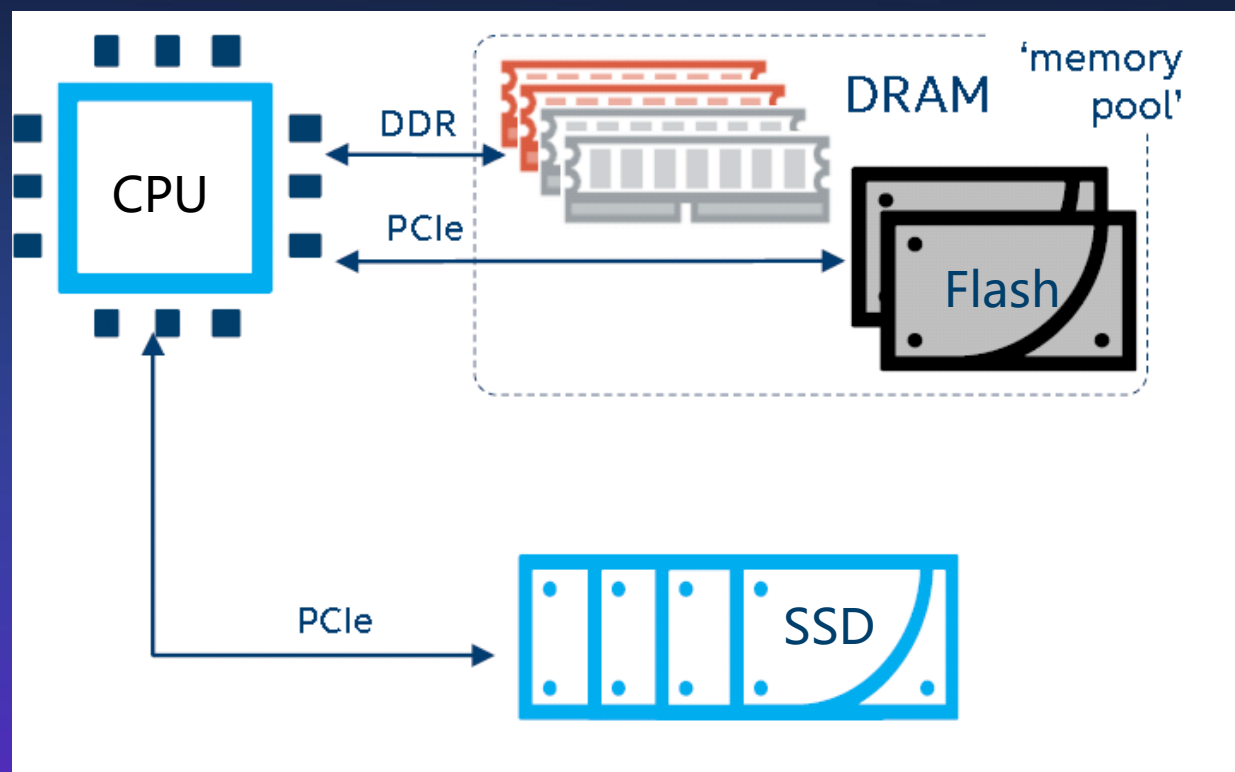 ‘memory
pool’
DRAM
DDR
CPU
PCIe
Flash
PCIe
SSD